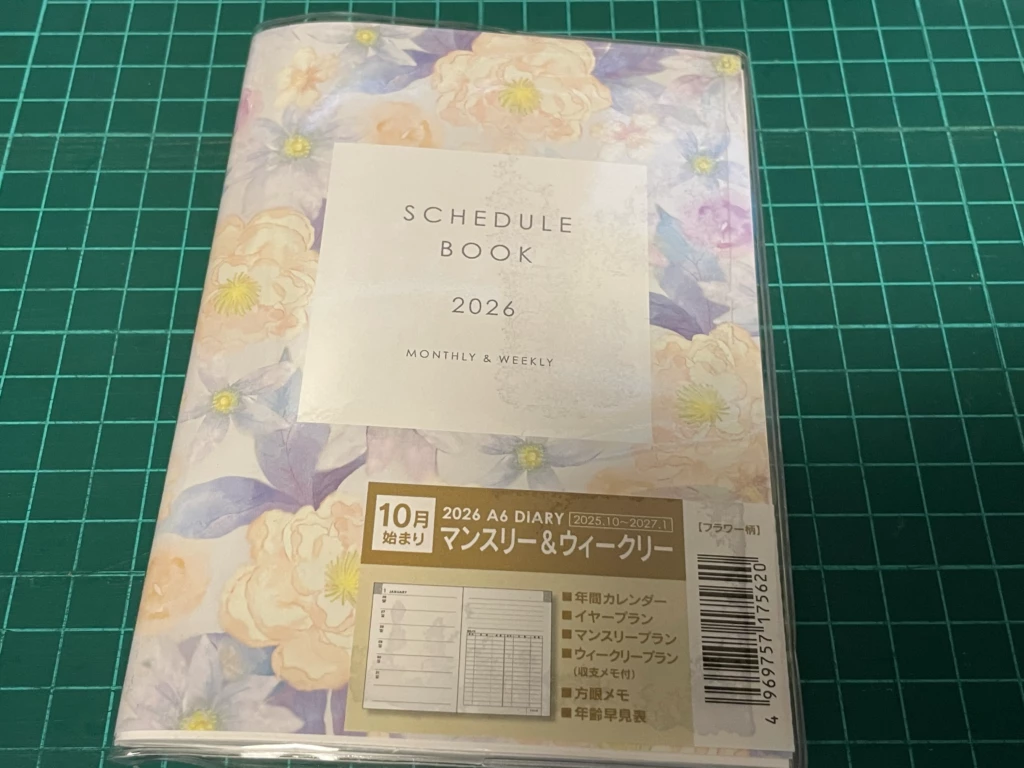 SCHEDULE
BOOK
2026
MONTHLY & WEEKLY
10月
始まり
2026 A6 DIARY 2025.10~2027.1
マンスリー&ウィークリー
【フラワー柄】
JANUARY
■年間カレンダー
■イヤープラン
■マンスリープラン
■ウィークリープラン
(収支メモ付)
■方眼メモ
■年齢早見表
4 969757 175620